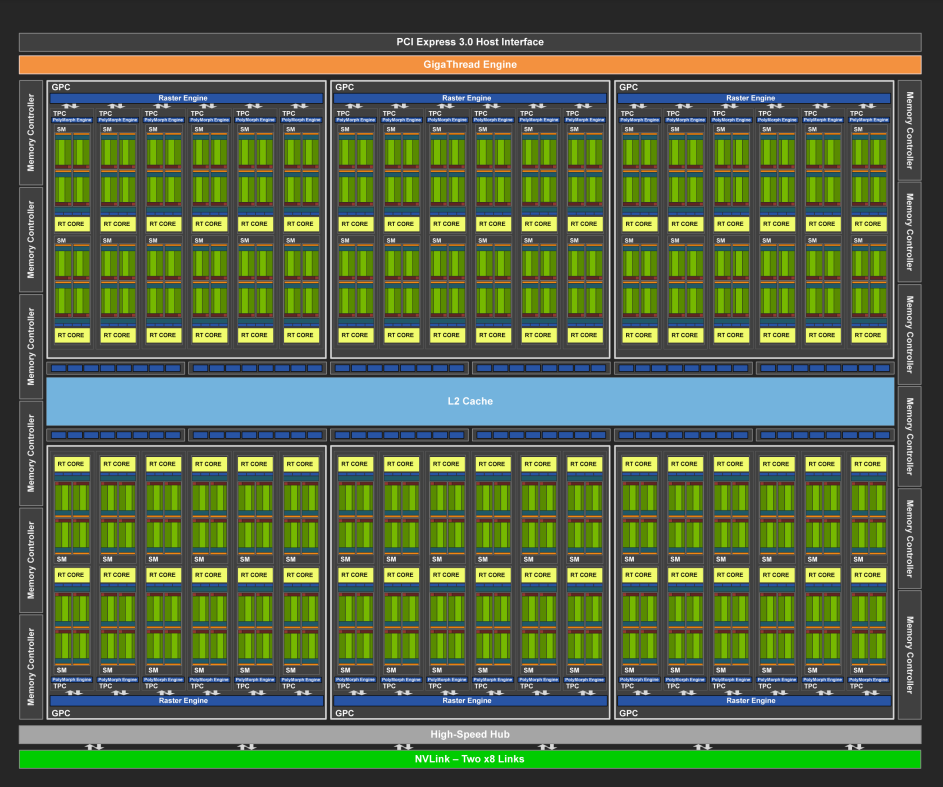 PCI Express 3.0 Host Interface
GigaThread Engine
Memory Controller
Memory Controller
Memory Controller
Memory Controller
Memory Controller
Memory Controller
GPC GPC GPC
Raster Engine Raster Engine Raster Engine
TPC TPC TPC TPC TPC TPC TPC TPC TPC TPC TPC TPC TPC TPC TPC TPC TPC TPC
PolyMorph Engine PolyMorph Engine PolyMorph Engine PolyMorph Engine PolyMorph Engine PolyMorph Engine PolyMorph Engine PolyMorph Engine PolyMorph Engine PolyMorph Engine PolyMorph Engine PolyMorph Engine PolyMorph Engine PolyMorph Engine PolyMorph Engine PolyMorph Engine PolyMorph Engine PolyMorph Engine
SM SM SM SM SM SM SM SM SM SM SM SM SM SM SM SM SM SM
RT CORE RT CORE RT CORE RT CORE RT CORE RT CORE RT CORE RT CORE RT CORE RT CORE RT CORE RT CORE RT CORE RT CORE RT CORE RT CORE RT CORE RT CORE
SM SM SM SM SM SM SM SM SM SM SM SM SM SM SM SM SM SM
RT CORE RT CORE RT CORE RT CORE RT CORE RT CORE RT CORE RT CORE RT CORE RT CORE RT CORE RT CORE RT CORE RT CORE RT CORE RT CORE RT CORE RT CORE
L2 Cache
RT CORE RT CORE RT CORE RT CORE RT CORE RT CORE RT CORE RT CORE RT CORE RT CORE RT CORE RT CORE RT CORE RT CORE RT CORE RT CORE RT CORE RT CORE
SM SM SM SM SM SM SM SM SM SM SM SM SM SM SM SM SM SM
RT CORE RT CORE RT CORE RT CORE RT CORE RT CORE RT CORE RT CORE RT CORE RT CORE RT CORE RT CORE RT CORE RT CORE RT CORE RT CORE RT CORE RT CORE
SM SM SM SM SM SM SM SM SM SM SM SM SM SM SM SM SM SM
PolyMorph Engine PolyMorph Engine PolyMorph Engine PolyMorph Engine PolyMorph Engine PolyMorph Engine PolyMorph Engine PolyMorph Engine PolyMorph Engine PolyMorph Engine PolyMorph Engine PolyMorph Engine PolyMorph Engine PolyMorph Engine PolyMorph Engine PolyMorph Engine PolyMorph Engine PolyMorph Engine
TPC TPC TPC TPC TPC TPC TPC TPC TPC TPC TPC TPC TPC TPC TPC TPC TPC TPC
Raster Engine Raster Engine Raster Engine
GPC GPC GPC
Memory Controller
Memory Controller
Memory Controller
Memory Controller
Memory Controller
Memory Controller
High-Speed Hub
NVLink – Two x8 Links